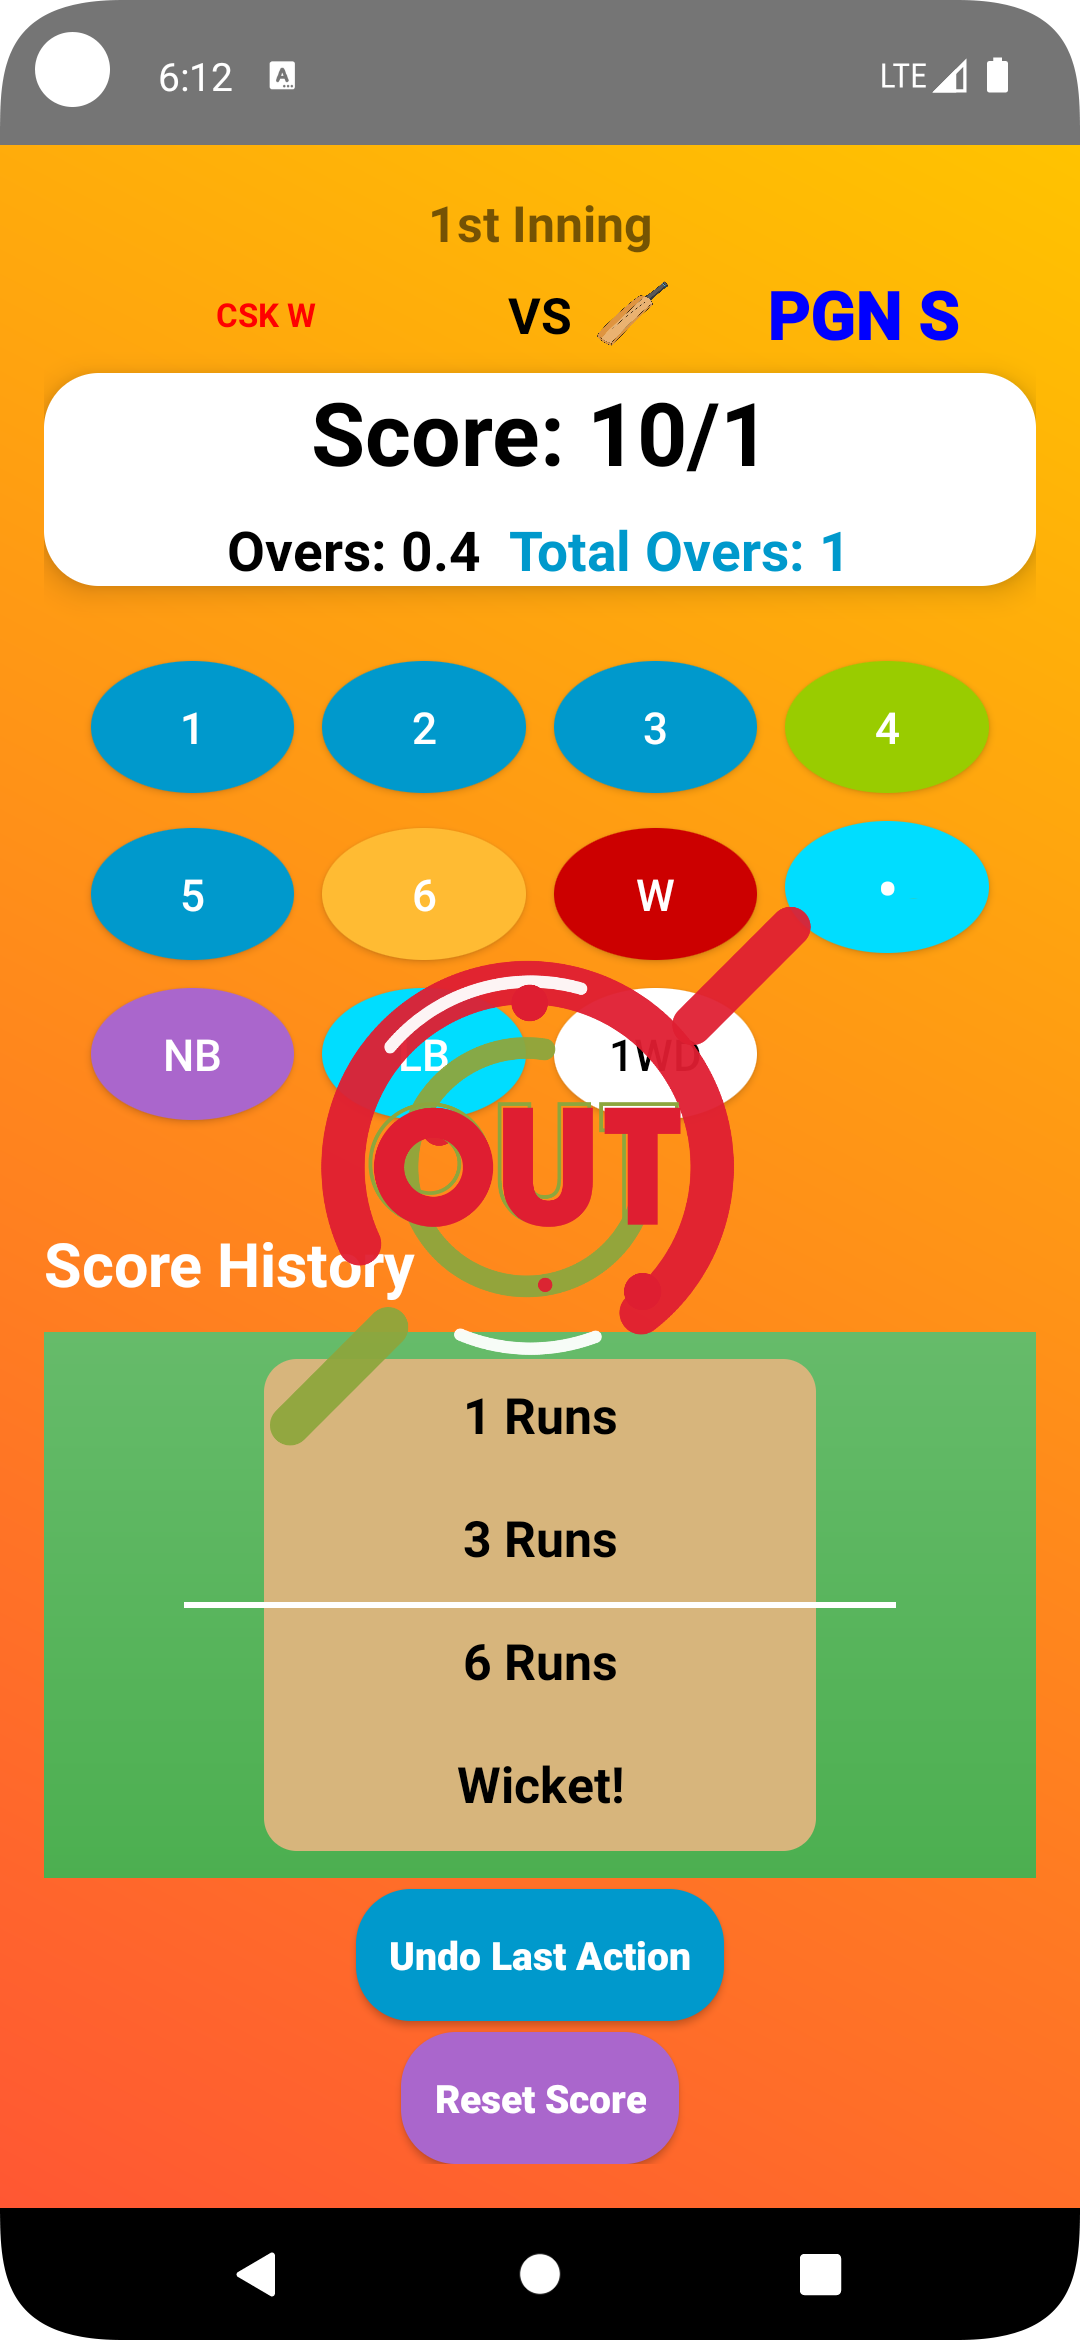 6:12 A LTE
1st Inning
CSK W VS PGN S
Score: 10/1
Overs: 0.4 Total Overs: 1
1 2 3 4
5 6 W •
NB LB 1WD
OUT
Score History
1 Runs
3 Runs
6 Runs
Wicket!
Undo Last Action
Reset Score